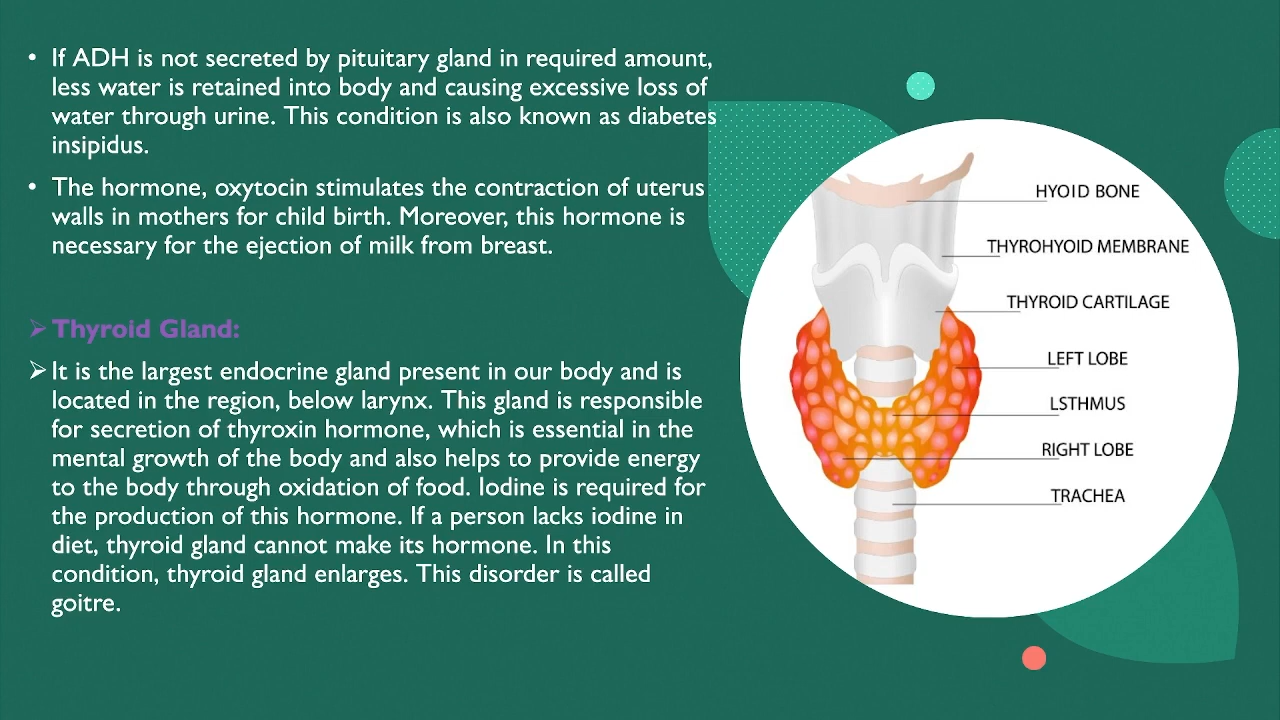 • If ADH is not secreted by pituitary gland in required amount,
less water is retained into body and causing excessive loss of
water through urine. This condition is also known as diabetes
insipidus.
• The hormone, oxytocin stimulates the contraction of uterus
walls in mothers for child birth. Moreover, this hormone is
necessary for the ejection of milk from breast.
➢ Thyroid Gland:
➢ It is the largest endocrine gland present in our body and is
located in the region, below larynx. This gland is responsible
for secretion of thyroxin hormone, which is essential in the
mental growth of the body and also helps to provide energy
to the body through oxidation of food. Iodine is required for
the production of this hormone. If a person lacks iodine in
diet, thyroid gland cannot make its hormone. In this
condition, thyroid gland enlarges. This disorder is called
goitre.
HYOID BONE
THYROHYOID MEMBRANE
THYROID CARTILAGE
LEFT LOBE
LSTHMUS
RIGHT LOBE
TRACHEA